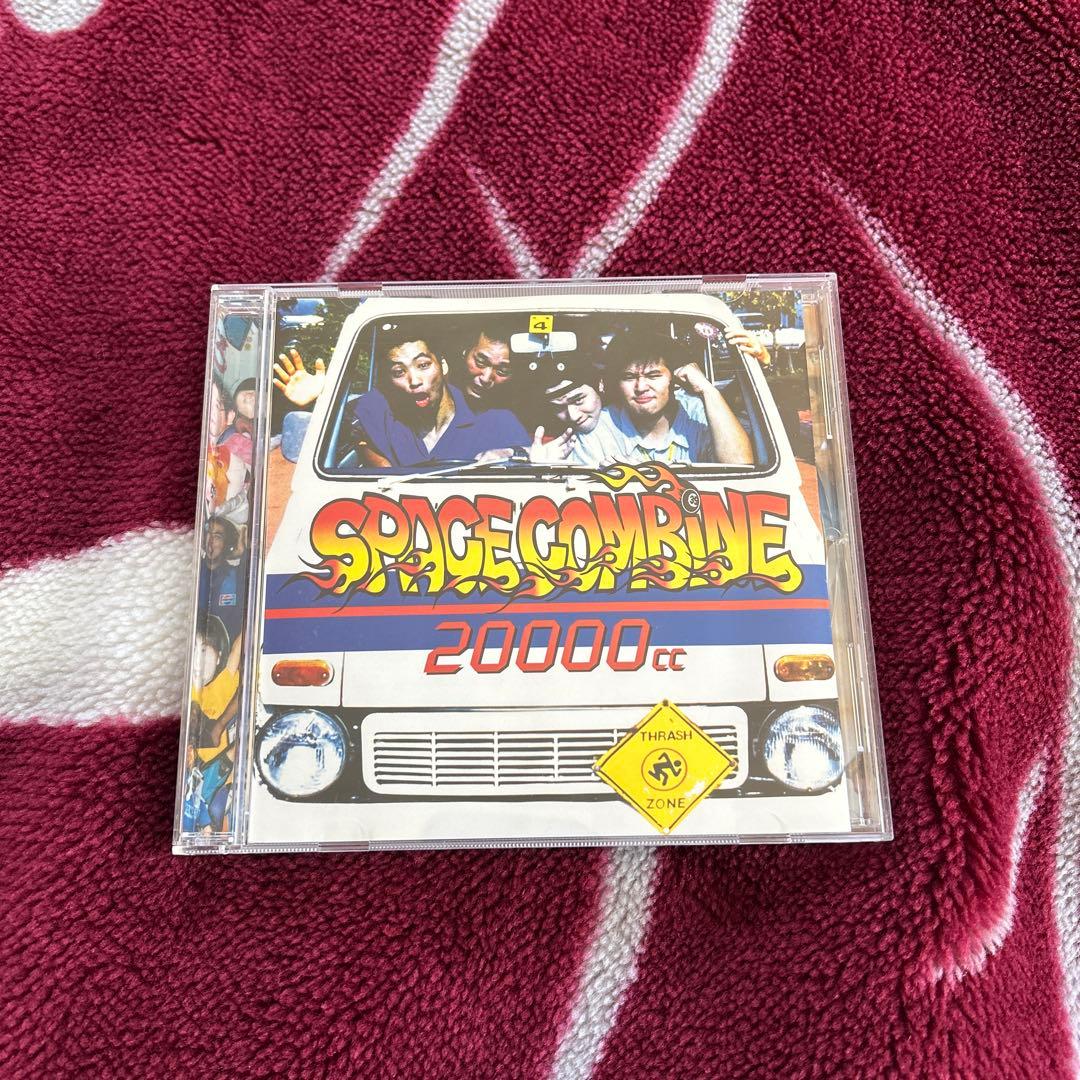 4
SPACE COMBiNE
20000cc
THRASH
ZONE